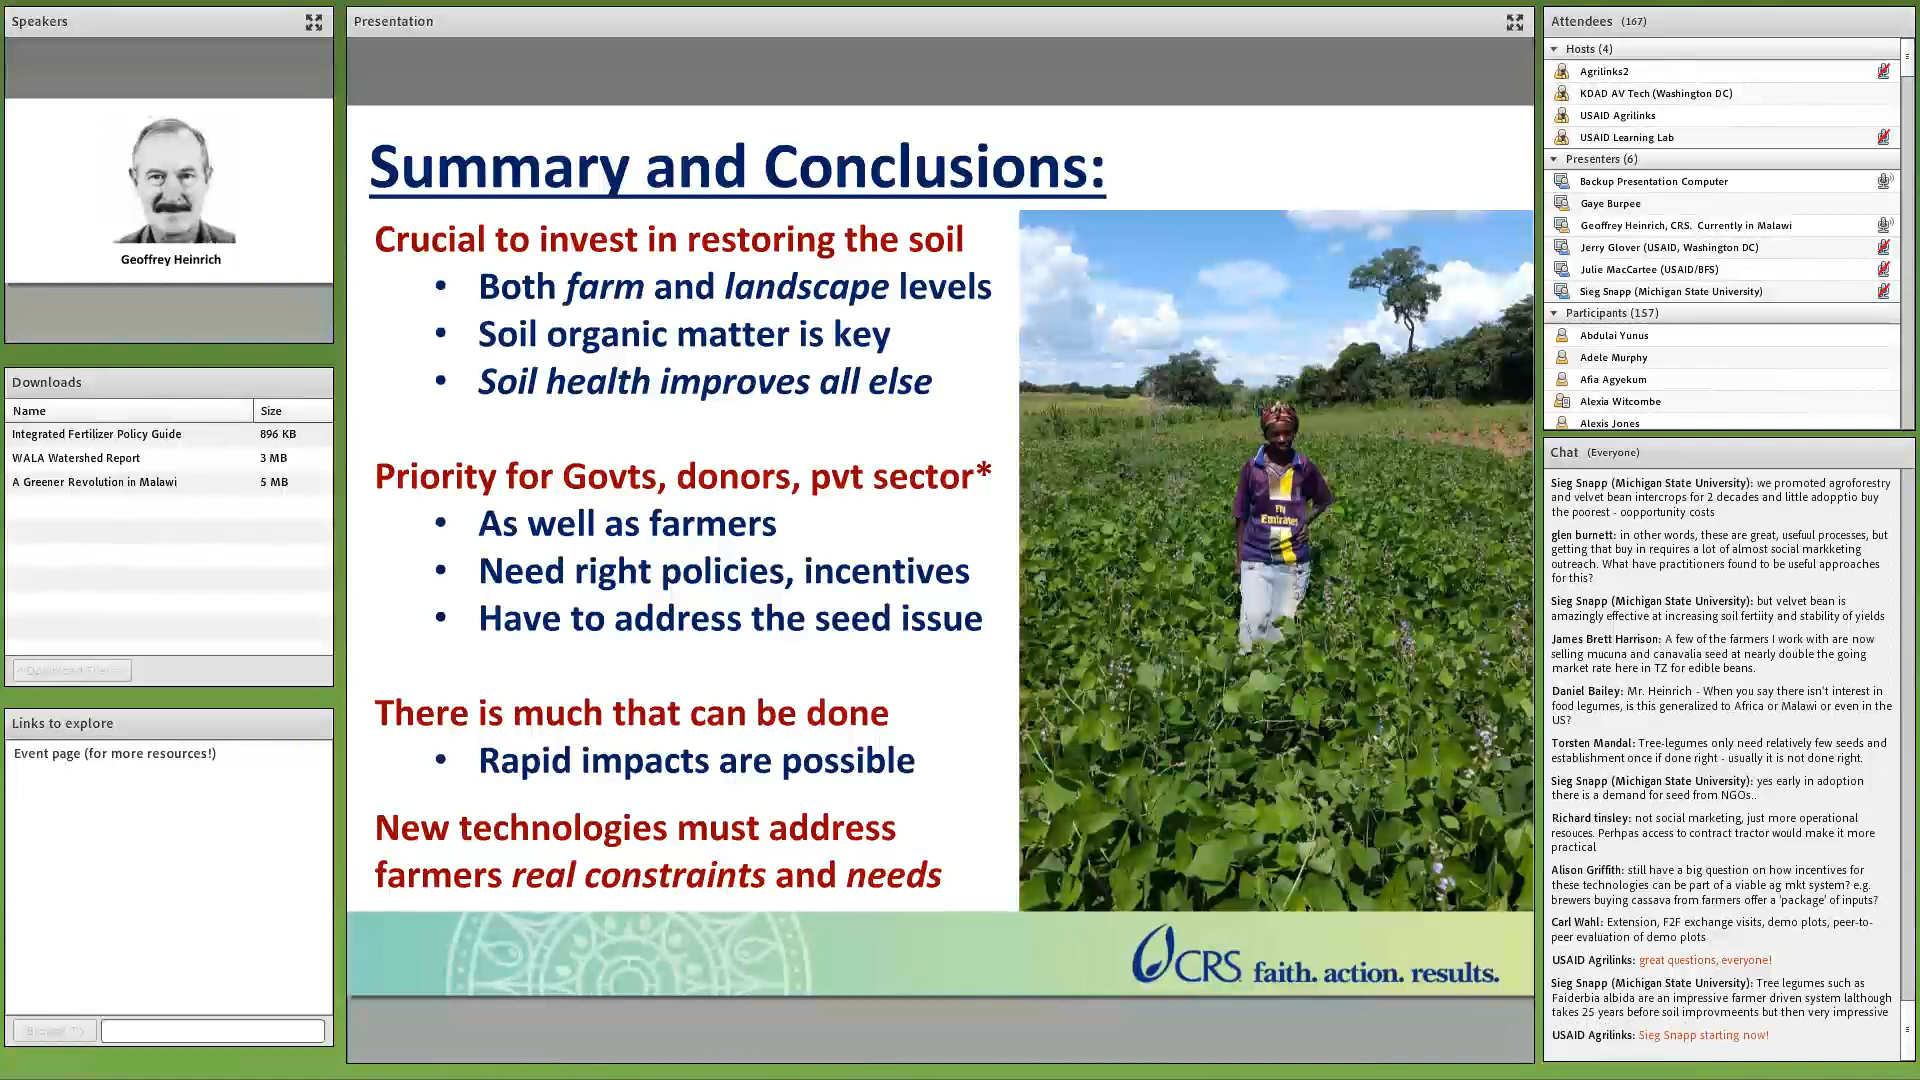 Speakers
Geoffrey Heinrich
Downloads
Name Size
Integrated Fertilizer Policy Guide 896 KB
WALA Watershed Report 3 MB
A Greener Revolution in Malawi 5 MB
Links to explore
Event page (for more resources!)
Presentation
Summary and Conclusions:
Crucial to invest in restoring the soil
• Both farm and landscape levels
• Soil organic matter is key
• Soil health improves all else
Priority for Govts, donors, pvt sector*
• As well as farmers
• Need right policies, incentives
• Have to address the seed issue
There is much that can be done
• Rapid impacts are possible
New technologies must address
farmers real constraints and needs
Fly
Emirates
CRS faith. action. results.
Attendees (167)
Hosts (4)
Agrilinks2
KDAD AV Tech (Washington DC)
USAID Agrilinks
USAID Learning Lab
Presenters (6)
Backup Presentation Computer
Gaye Burpee
Geoffrey Heinrich, CRS. Currently in Malawi
Jerry Glover (USAID, Washington DC)
Julie MacCartee (USAID/BFS)
Sieg Snapp (Michigan State University)
Participants (157)
Abdulai Yunus
Adele Murphy
Afia Agyekum
Alexia Witcombe
Alexis Jones
Chat (Everyone)
Sieg Snapp (Michigan State University): we promoted agroforestry
and velvet bean intercrops for 2 decades and little adopptio buy
the poorest - oopportunity costs
glen burnett: in other words, these are great, usefuul processes, but
getting that buy in requires a lot of almost social markketing
outreach. What have practitioners found to be useful approaches
for this?
Sieg Snapp (Michigan State University): but velvet bean is
amazingly effective at increasing soil fertiity and stability of yields
James Brett Harrison: A few of the farmers I work with are now
selling mucuna and canavalia seed at nearly double the going
market rate here in TZ for edible beans.
Daniel Bailey: Mr. Heinrich - When you say there isn't interest in
food legumes, is this generalized to Africa or Malawi or even in the
US?
Torsten Mandal: Tree-legumes only need relatively few seeds and
establishment once if done right - usually it is not done right.
Sieg Snapp (Michigan State University): yes early in adoption
there is a demand for seed from NGOs..
Richard tinsley: not social marketing, just more operational
resouces. Perhpas access to contract tractor would make it more
practical
Alison Griffith: still have a big question on how incentives for
these technologies can be part of a viable ag mkt system? e.g.
brewers buying cassava from farmers offer a 'package' of inputs?
Carl Wahl: Extension, F2F exchange visits, demo plots, peer-to-
peer evaluation of demo plots
USAID Agrilinks: great questions, everyone!
Sieg Snapp (Michigan State University): Tree legumes such as
Faiderbia albida are an impressive farmer driven system lalthough
takes 25 years before soil improvmeents but then very impressive
USAID Agrilinks: Sieg Snapp starting now!